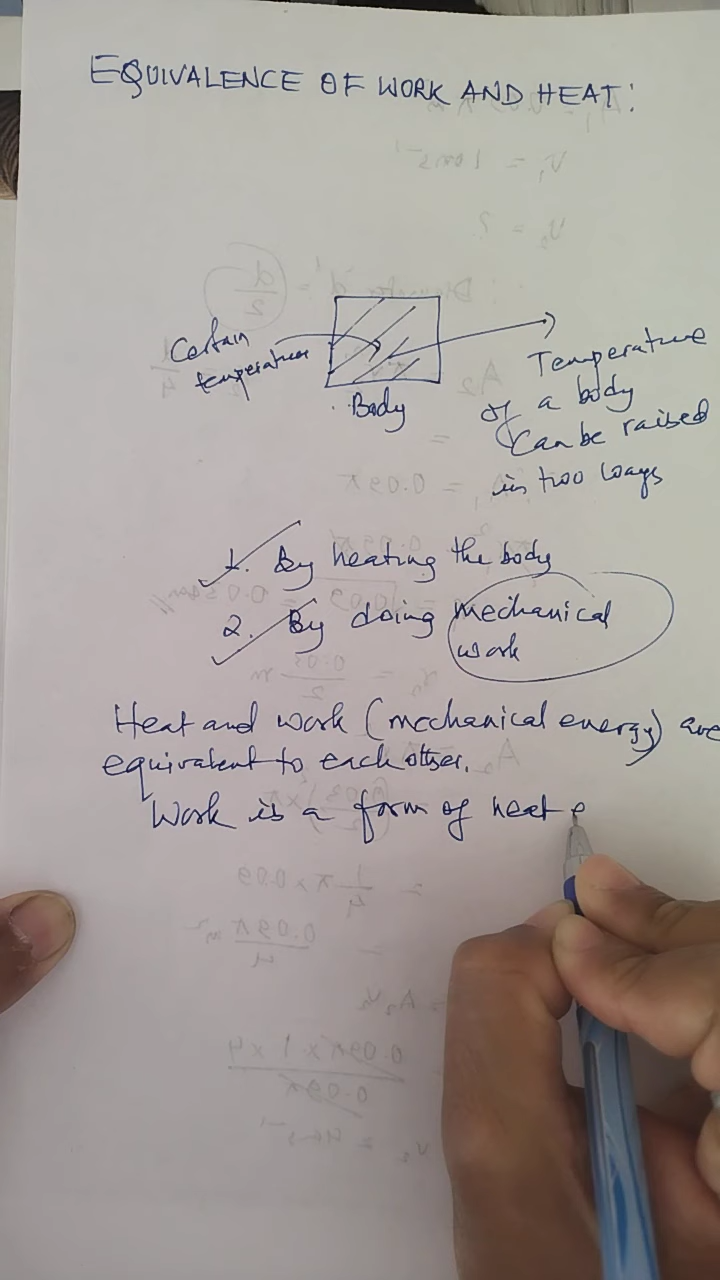 EQUIVALENCE OF WORK AND HEAT:
Certain
temperature
Body
Temperature
of a body
Can be raised
in two ways
1. By heating the body
2. By doing mechanical
work
Heat and work (mechanical energy) are
equivalent to each other.
Work is a form of heat e